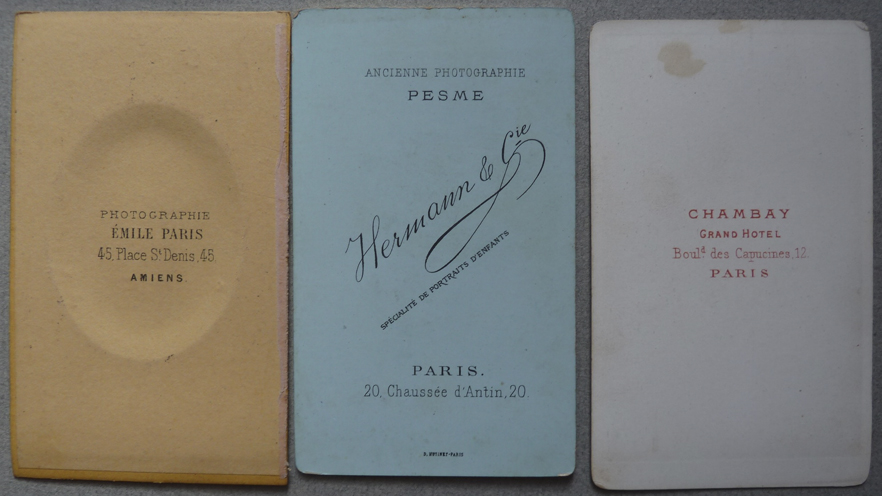 PHOTOGRAPHIE
ÉMILE PARIS
45, Place St Denis, 45.
AMIENS.
ANCIENNE PHOTOGRAPHIE
PESME
Hermann & Cie
SPÉCIALITÉ DE PORTRAITS D'ENFANTS
PARIS.
20, Chaussée d'Antin, 20.
CHAMBAY
GRAND HOTEL
Bould des Capucines, 12.
PARIS